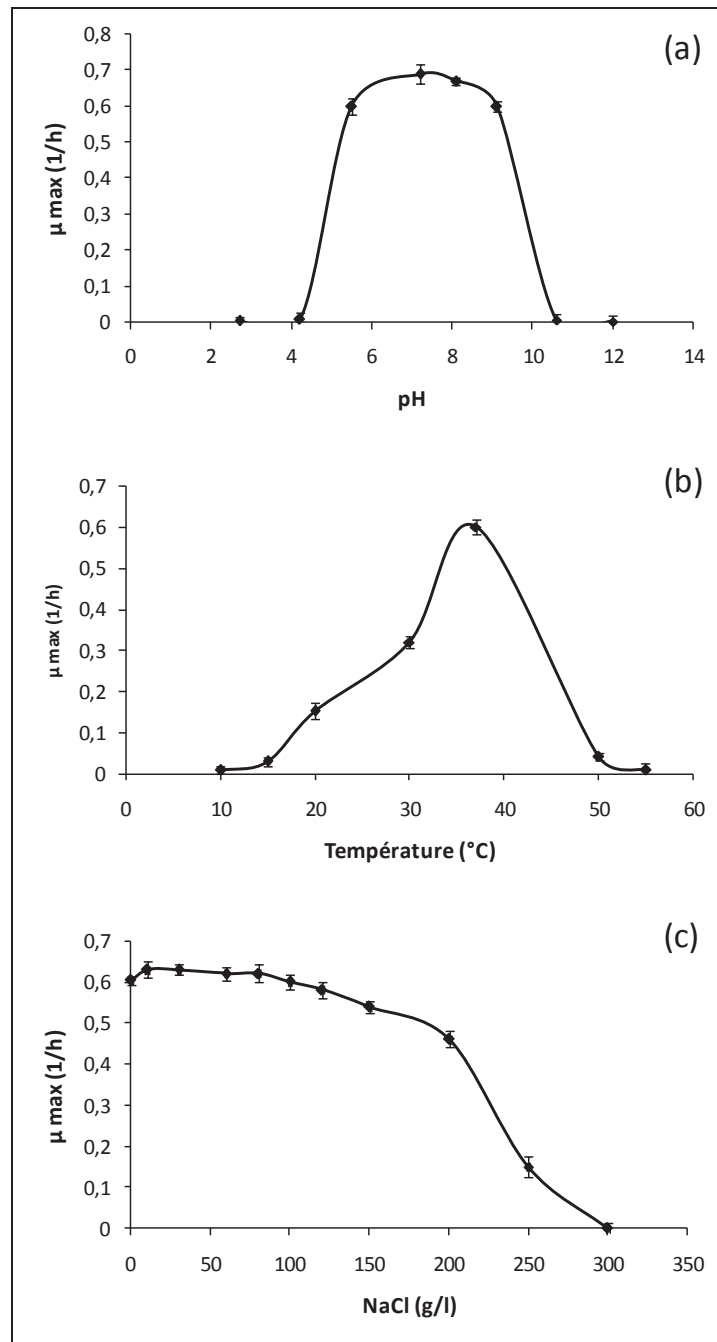 (a)
µ max (1/h)
0,8
0,7
0,6
0,5
0,4
0,3
0,2
0,1
0
0 2 4 6 8 10 12 14
pH
(b)
µ max (1/h)
0,7
0,6
0,5
0,4
0,3
0,2
0,1
0
0 10 20 30 40 50 60
Température (°C)
(c)
µ max (1/h)
0,7
0,6
0,5
0,4
0,3
0,2
0,1
0
0 50 100 150 200 250 300 350
NaCl (g/l)